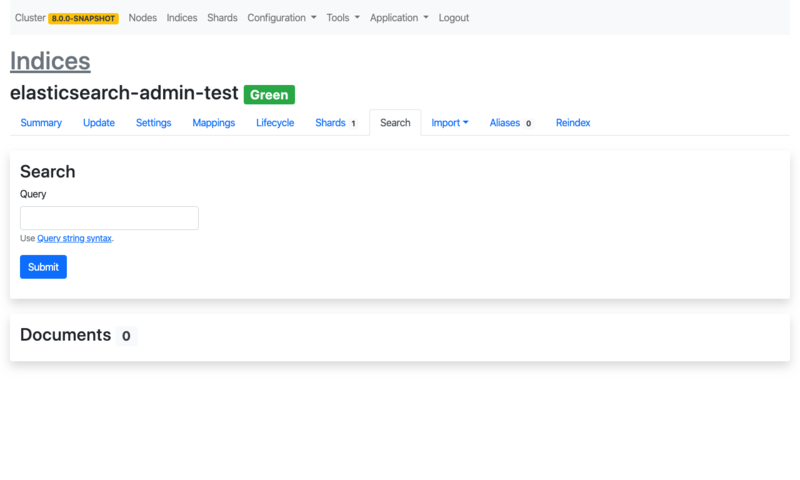 Cluster 8.0.0-SNAPSHOT Nodes Indices Shards Configuration Tools Application Logout
Indices
elasticsearch-admin-test Green
Summary Update Settings Mappings Lifecycle Shards 1 Search Import Aliases 0 Reindex
Search
Query
Use Query string syntax.
Submit
Documents 0